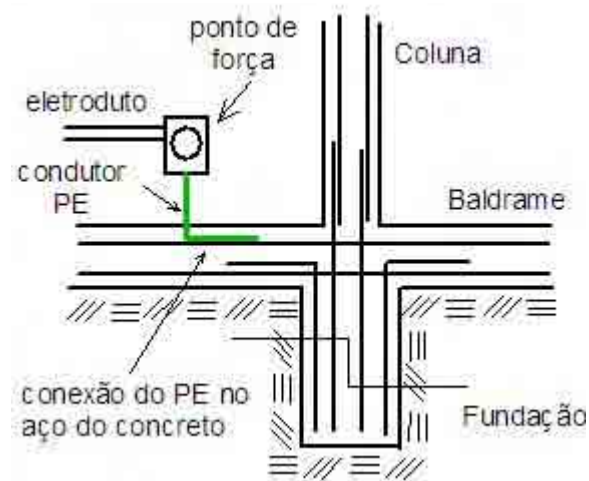 ponto de
força
Coluna
eletroduto
condutor
PE
Baldrame
conexão do PE no
aço do concreto
Fundação